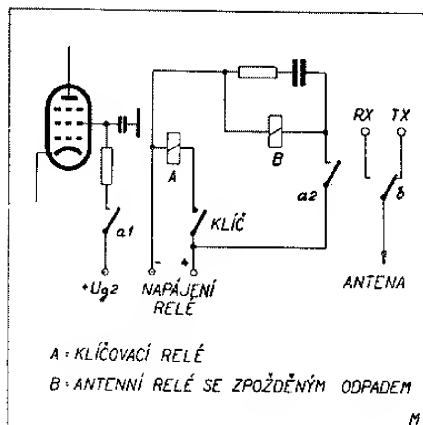 RX TX
A
B
a2
b
a1
KLÍČ
- +
+Ug2
NAPÁJENÍ
RELÉ
ANTENA
A = KLÍČOVACÍ RELÉ
B = ANTENNÍ RELÉ SE ZPOŽDĚNÝM ODPADEM
M